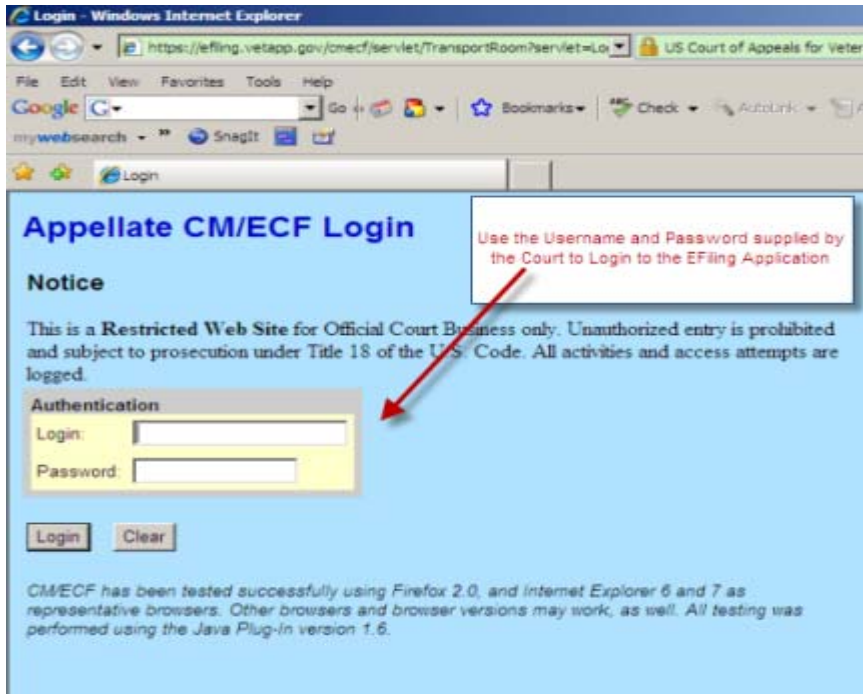 Login - Windows Internet Explorer
https://efiling.vetapp.gov/cmecf/servlet/TransportRoom?servlet=Lo US Court of Appeals for Veter
File Edit View Favorites Tools Help
Google G Go Bookmarks Check AutoLink
mywebsearch » SnagIt
Login
Appellate CM/ECF Login
Use the Username and Password supplied by
the Court to Login to the EFiling Application
Notice
This is a Restricted Web Site for Official Court Business only. Unauthorized entry is prohibited
and subject to prosecution under Title 18 of the U.S. Code. All activities and access attempts are
logged.
Authentication
Login:
Password:
Login Clear
CM/ECF has been tested successfully using Firefox 2.0, and Internet Explorer 6 and 7 as
representative browsers. Other browsers and browser versions may work, as well. All testing was
performed using the Java Plug-In version 1.6.